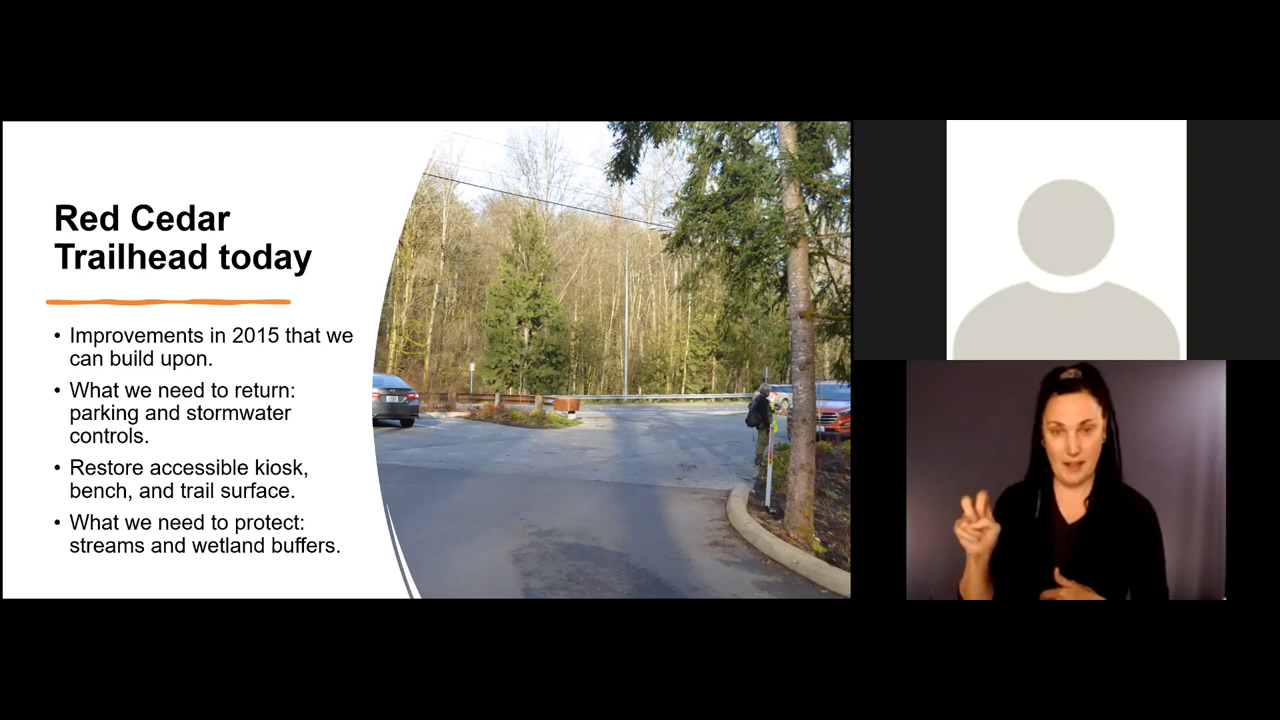 Red Cedar
Trailhead today
• Improvements in 2015 that we
can build upon.
• What we need to return:
parking and stormwater
controls.
• Restore accessible kiosk,
bench, and trail surface.
• What we need to protect:
streams and wetland buffers.